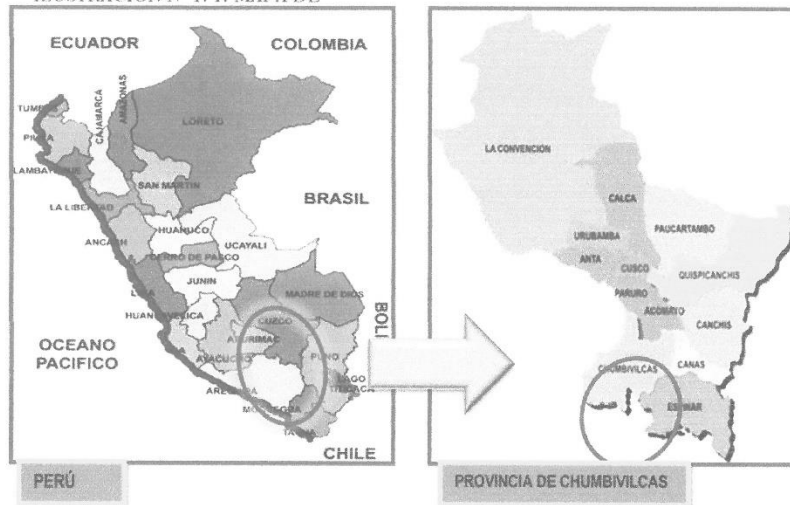 ECUADOR
COLOMBIA
TUMBES
PIURA
CAJAMARCA
AMAZONAS
LORETO
LAMBAYEQUE
SAN MARTIN
LA LIBERTAD
BRASIL
ANCASH
HUANUCO
UCAYALI
CERRO DE PASCO
LIMA
JUNIN
MADRE DE DIOS
HUANCAVELICA
CUZCO
OCEANO
PACIFICO
APURIMAC
AYACUCHO
PUNO
LAGO
TITICACA
AREQUIPA
MOQUEGUA
TACNA
CHILE
PERÚ
LA CONVENCION
CALCA
URUBAMBA
PAUCARTAMBO
ANTA
CUSCO
QUISPICANCHIS
PARURO
ACOMAYO
CANCHIS
CHUMBIVILCAS
CANAS
ESPINAR
PROVINCIA DE CHUMBIVILCAS